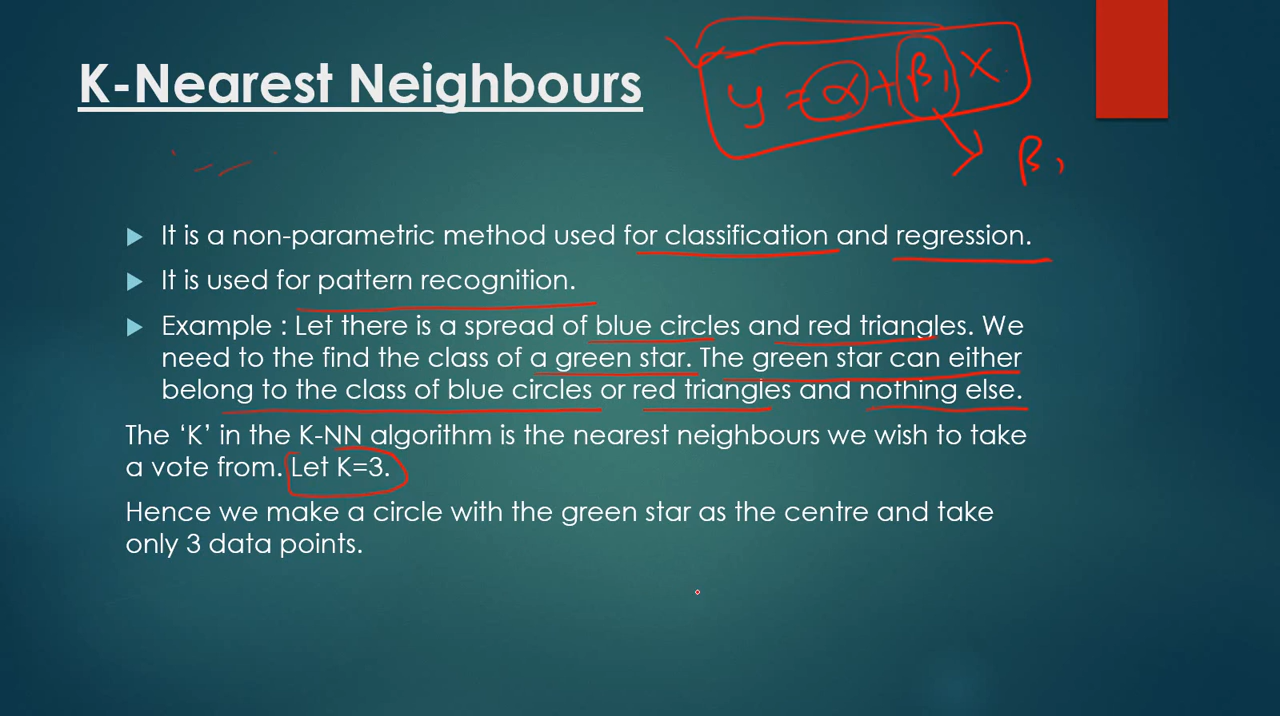 K-Nearest Neighbours
y = α + β₁ X
β₁
It is a non-parametric method used for classification and regression.
It is used for pattern recognition.
Example : Let there is a spread of blue circles and red triangles. We
need to the find the class of a green star. The green star can either
belong to the class of blue circles or red triangles and nothing else.
The ‘K’ in the K-NN algorithm is the nearest neighbours we wish to take
a vote from. Let K=3.
Hence we make a circle with the green star as the centre and take
only 3 data points.